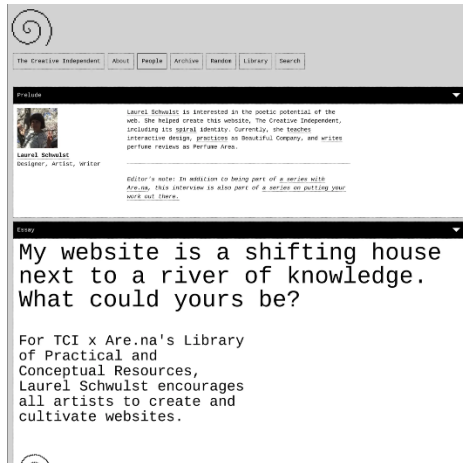 The Creative Independent
About
People
Archive
Random
Library
Search
Prelude
Laurel Schwulst
Designer, Artist, Writer
Laurel Schwulst is interested in the poetic potential of the
web. She helped create this website, The Creative Independent,
including its spiral identity. Currently, she teaches
interactive design, practices as Beautiful Company, and writes
perfume reviews as Perfume Area.
Editor's note: In addition to being part of a series with
Are.na, this interview is also part of a series on putting your
work out there.
Essay
My website is a shifting house
next to a river of knowledge.
What could yours be?
For TCI x Are.na's Library
of Practical and
Conceptual Resources,
Laurel Schwulst encourages
all artists to create and
cultivate websites.